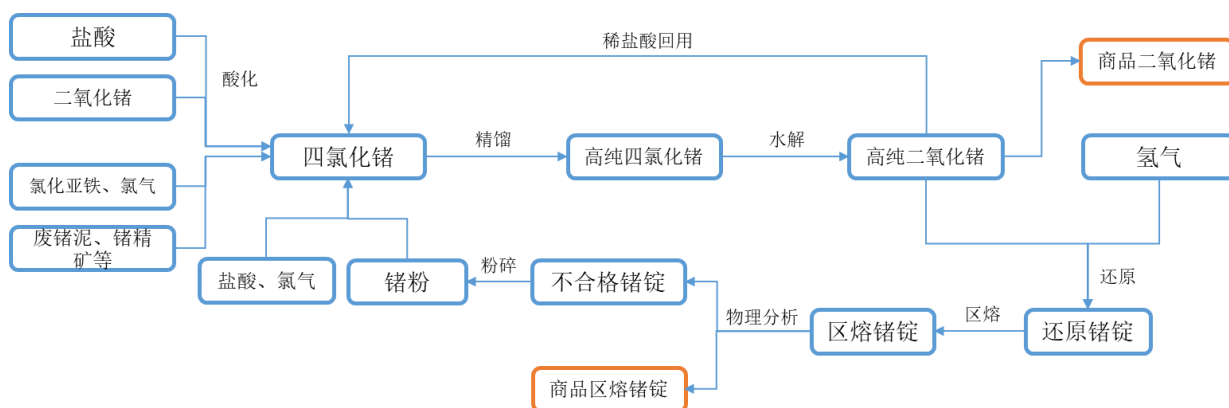 盐酸
稀盐酸回用
商品二氧化锗
酸化
二氧化锗
四氯化锗
精馏
高纯四氯化锗
水解
高纯二氧化锗
氢气
氯化亚铁、氯气
废锗泥、锗精
矿等
盐酸、氯气
锗粉
粉碎
不合格锗锭
还原
物理分析
区熔锗锭
区熔
还原锗锭
商品区熔锗锭